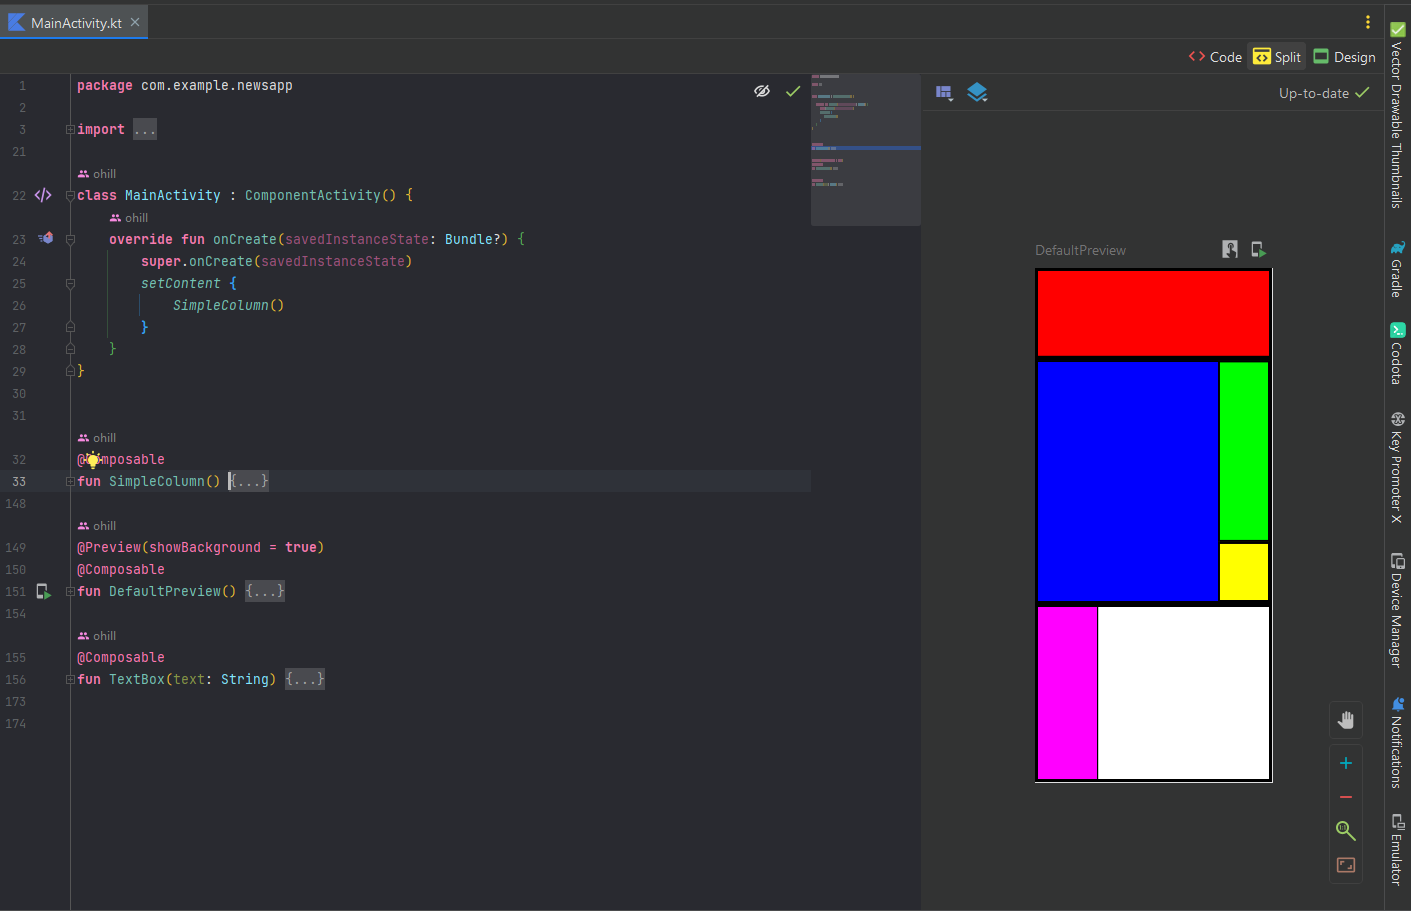 MainActivity.kt
Code Split Design
1 package com.example.newsapp
Up-to-date
2
3 import ...
21
ohill
22 class MainActivity : ComponentActivity() {
ohill
23 override fun onCreate(savedInstanceState: Bundle?) {
24 super.onCreate(savedInstanceState)
25 setContent {
26 SimpleColumn()
27 }
28 }
29 }
30
31
ohill
32 @Composable
33 fun SimpleColumn() {...}
148
ohill
149 @Preview(showBackground = true)
150 @Composable
151 fun DefaultPreview() {...}
154
ohill
155 @Composable
156 fun TextBox(text: String) {...}
173
174
DefaultPreview
Vector Drawable Thumbnails
Gradle
Codota
Key Promoter X
Device Manager
Notifications
Emulator